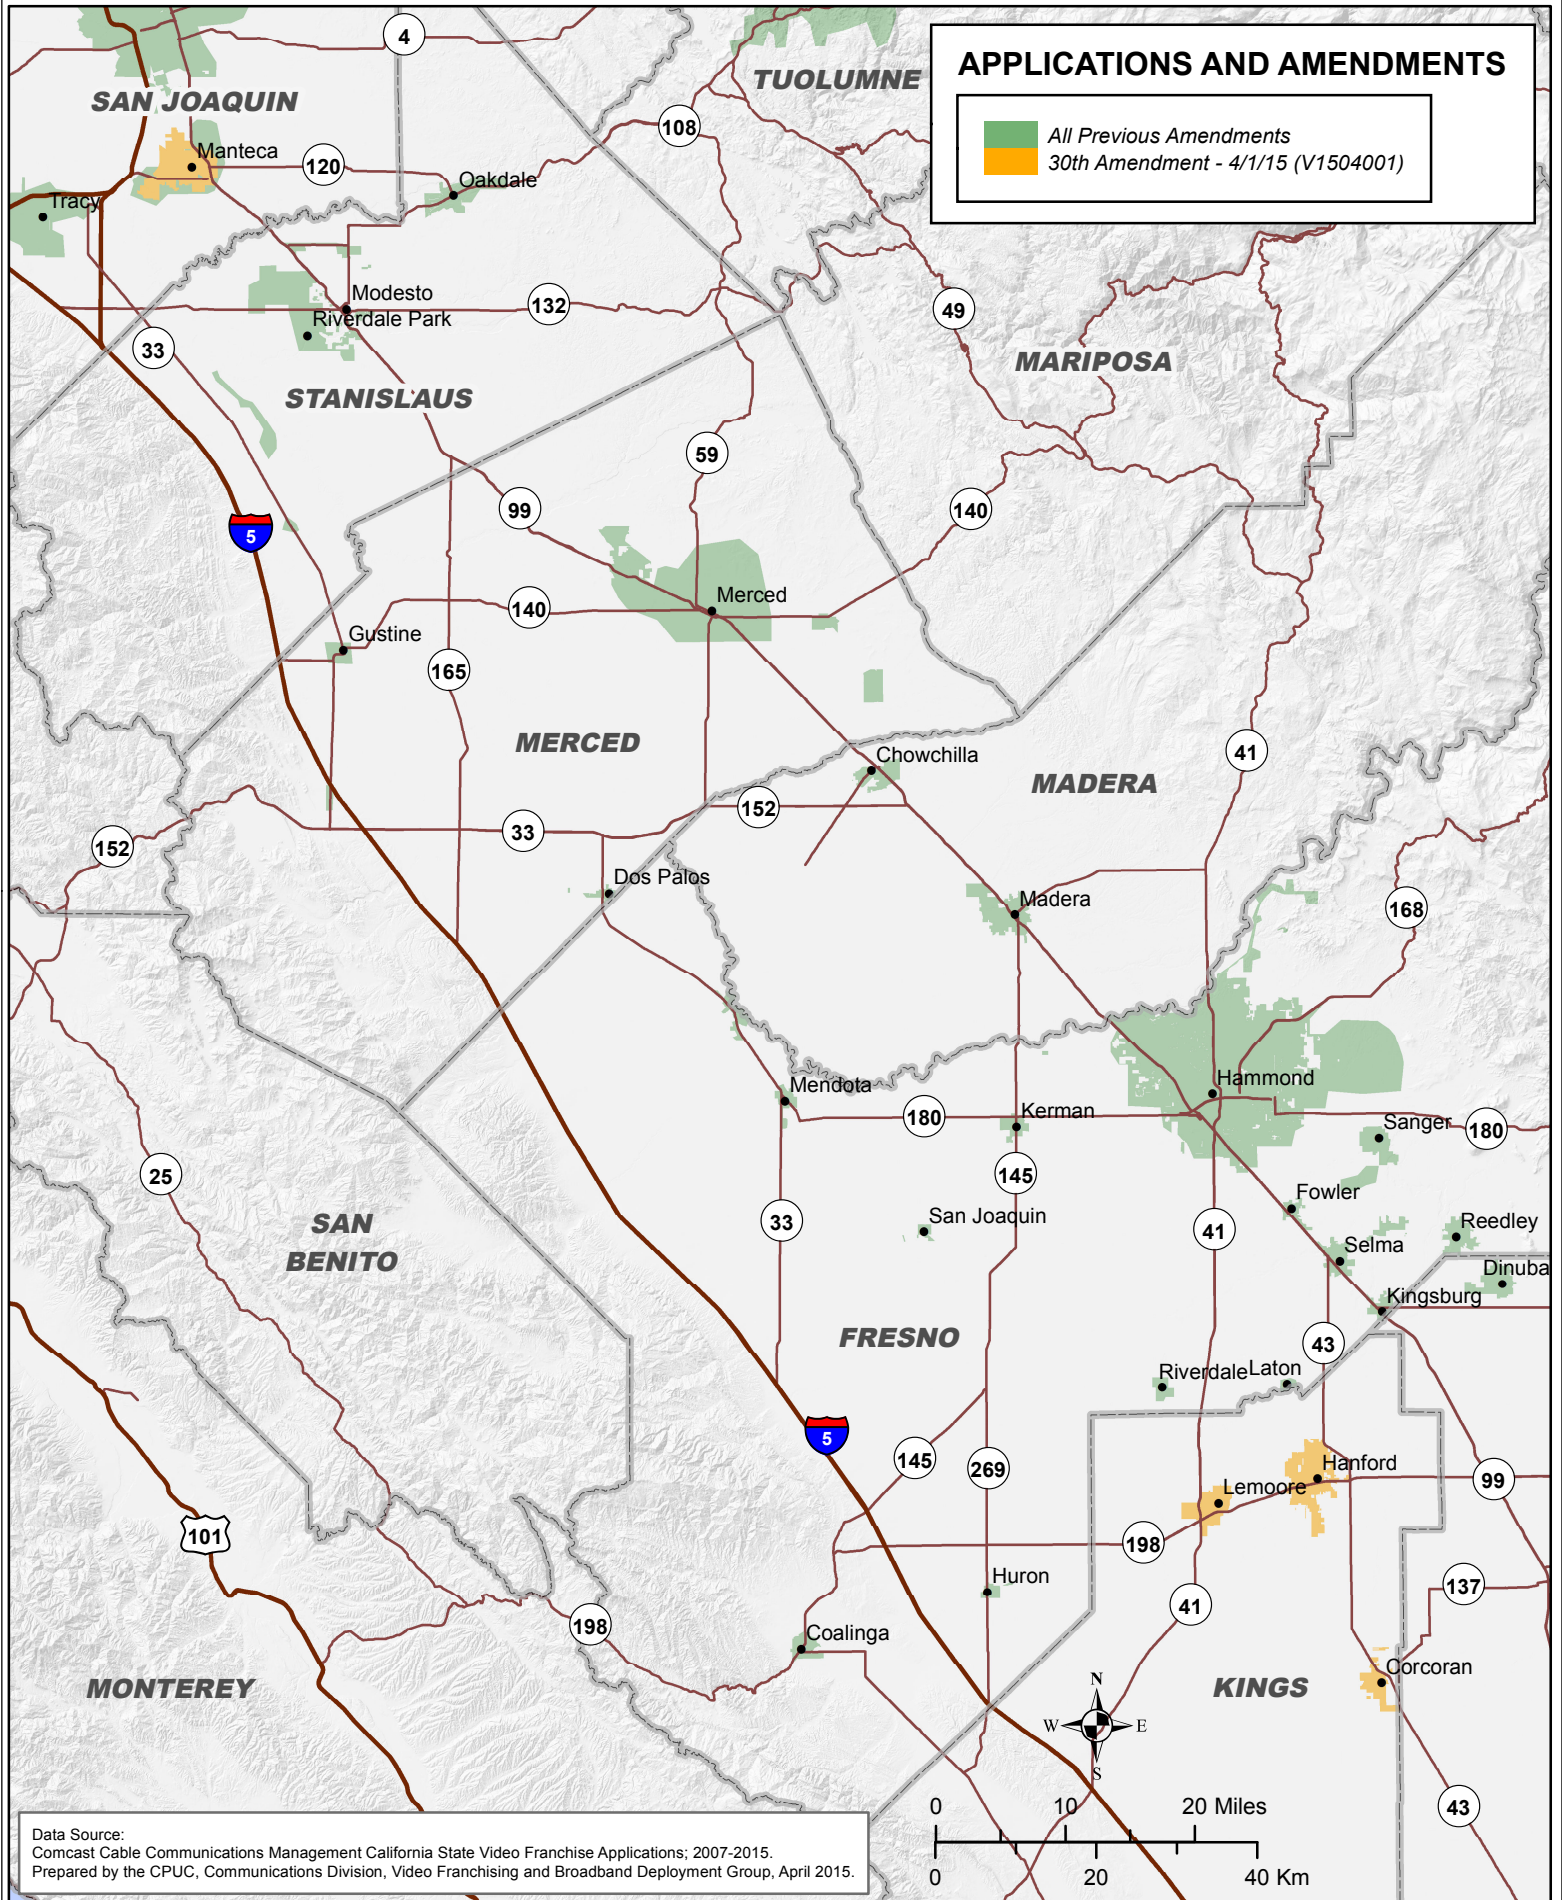 APPLICATIONS AND AMENDMENTS
All Previous Amendments
30th Amendment - 4/1/15 (V1504001)
4
TUOLUMNE
SAN JOAQUIN
108
Manteca
120
Oakdale
Tracy
Modesto
132
49
Riverdale Park
33
MARIPOSA
STANISLAUS
59
99
140
5
Merced
140
Gustine
165
MERCED
41
Chowchilla
MADERA
152
33
152
Dos Palos
Madera
168
Hammond
Mendota
180
Kerman
Sanger
180
25
145
Fowler
San Joaquin
33
41
Reedley
SAN
BENITO
Selma
Dinuba
Kingsburg
FRESNO
43
Riverdale
Laton
5
145
269
Hanford
99
Lemoore
101
198
Huron
137
41
198
Coalinga
Corcoran
MONTEREY
KINGS
N
W
E
S
43
0 10 20 Miles
0 20 40 Km
Data Source:
Comcast Cable Communications Management California State Video Franchise Applications; 2007-2015.
Prepared by the CPUC, Communications Division, Video Franchising and Broadband Deployment Group, April 2015.